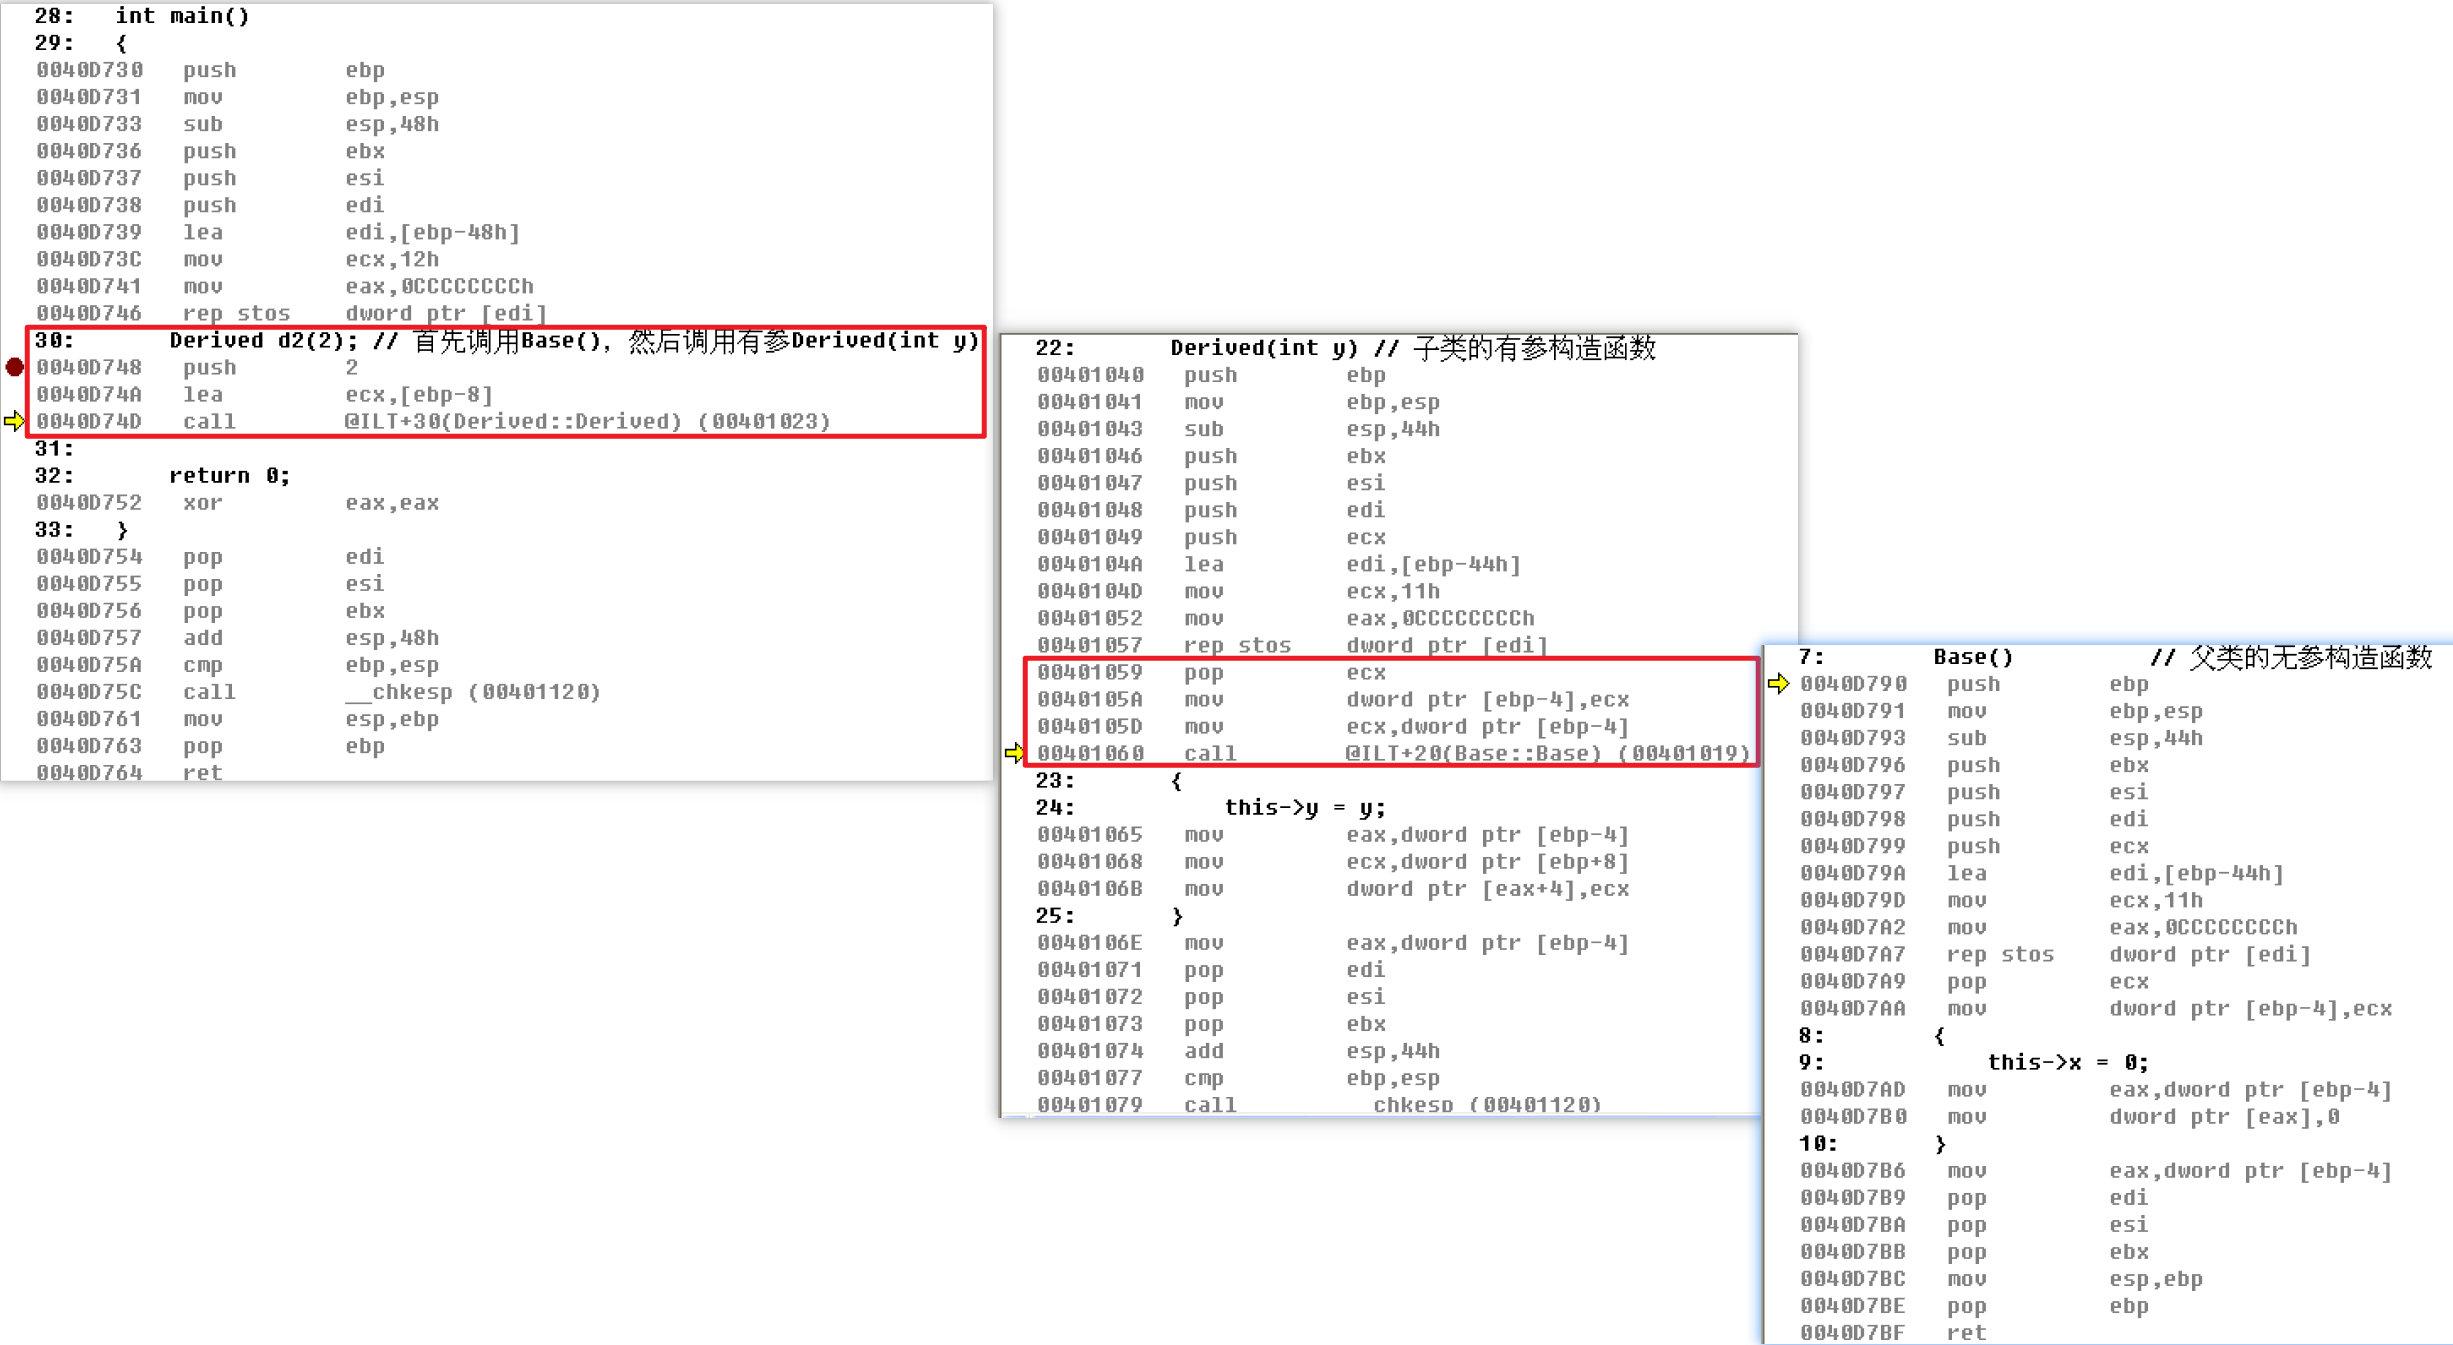 28:   int main()
29:   {
0040D730   push        ebp
0040D731   mov         ebp,esp
0040D733   sub         esp,48h
0040D736   push        ebx
0040D737   push        esi
0040D738   push        edi
0040D739   lea         edi,[ebp-48h]
0040D73C   mov         ecx,12h
0040D741   mov         eax,0CCCCCCCCh
0040D746   rep stos    dword ptr [edi]
30:       Derived d2(2); // 首先调用Base(), 然后调用有参Derived(int y)
0040D748   push        2
0040D74A   lea         ecx,[ebp-8]
0040D74D   call        @ILT+30(Derived::Derived) (00401023)
31:
32:       return 0;
0040D752   xor         eax,eax
33:   }
0040D754   pop         edi
0040D755   pop         esi
0040D756   pop         ebx
0040D757   add         esp,48h
0040D75A   cmp         ebp,esp
0040D75C   call        __chkesp (00401120)
0040D761   mov         esp,ebp
0040D763   pop         ebp
0040D764   ret
22:       Derived(int y) // 子类的有参构造函数
00401040   push        ebp
00401041   mov         ebp,esp
00401043   sub         esp,44h
00401046   push        ebx
00401047   push        esi
00401048   push        edi
00401049   push        ecx
0040104A   lea         edi,[ebp-44h]
0040104D   mov         ecx,11h
00401052   mov         eax,0CCCCCCCCh
00401057   rep stos    dword ptr [edi]
00401059   pop         ecx
0040105A   mov         dword ptr [ebp-4],ecx
0040105D   mov         ecx,dword ptr [ebp-4]
00401060   call        @ILT+20(Base::Base) (00401019)
23:       {
24:           this->y = y;
00401065   mov         eax,dword ptr [ebp-4]
00401068   mov         ecx,dword ptr [ebp+8]
0040106B   mov         dword ptr [eax+4],ecx
25:       }
0040106E   mov         eax,dword ptr [ebp-4]
00401071   pop         edi
00401072   pop         esi
00401073   pop         ebx
00401074   add         esp,44h
00401077   cmp         ebp,esp
00401079   call        __chkesp (00401120)
7:        Base()          // 父类的无参构造函数
0040D790   push        ebp
0040D791   mov         ebp,esp
0040D793   sub         esp,44h
0040D796   push        ebx
0040D797   push        esi
0040D798   push        edi
0040D799   push        ecx
0040D79A   lea         edi,[ebp-44h]
0040D79D   mov         ecx,11h
0040D7A2   mov         eax,0CCCCCCCCh
0040D7A7   rep stos    dword ptr [edi]
0040D7A9   pop         ecx
0040D7AA   mov         dword ptr [ebp-4],ecx
8:        {
9:            this->x = 0;
0040D7AD   mov         eax,dword ptr [ebp-4]
0040D7B0   mov         dword ptr [eax],0
10:       }
0040D7B6   mov         eax,dword ptr [ebp-4]
0040D7B9   pop         edi
0040D7BA   pop         esi
0040D7BB   pop         ebx
0040D7BC   mov         esp,ebp
0040D7BE   pop         ebp
0040D7BF   ret